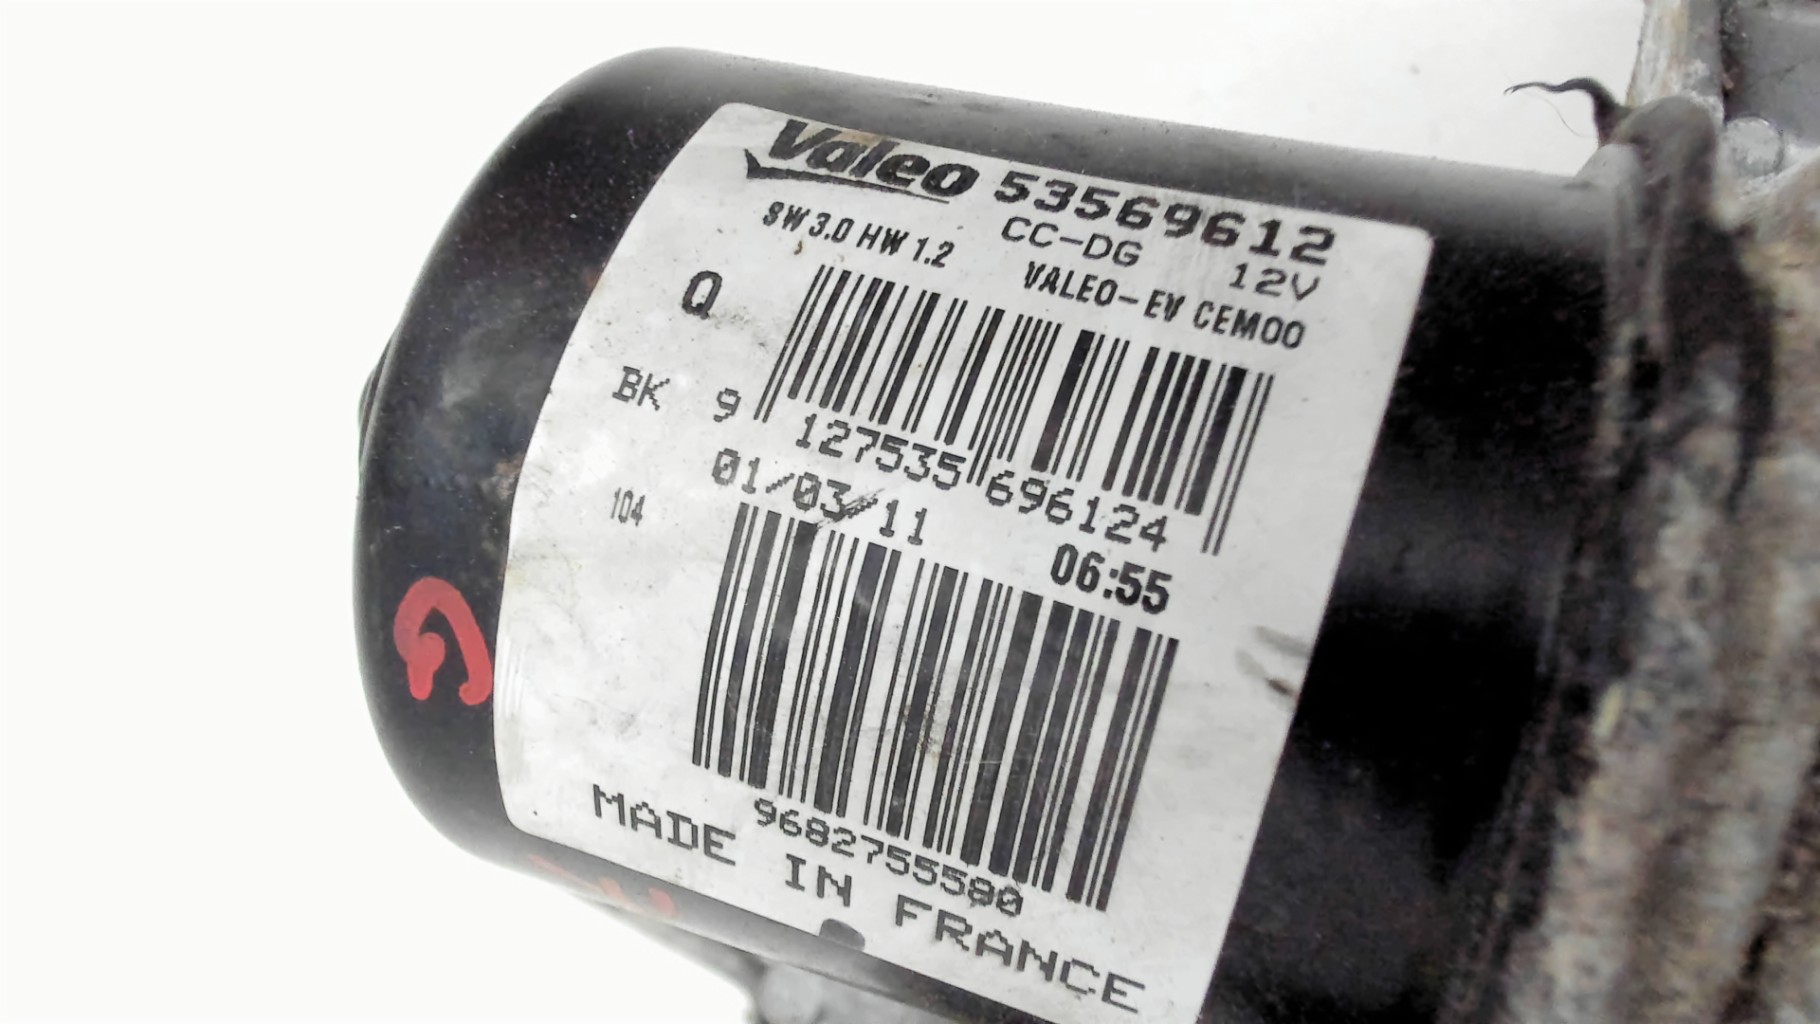 Valeo 53569612
CC-DG 12V
SW 3.0 HW 1.2 VALEO-EV CEM00
Q
BK 9 127535 696124
01/03/11 06:55
104
9682755580
MADE IN FRANCE